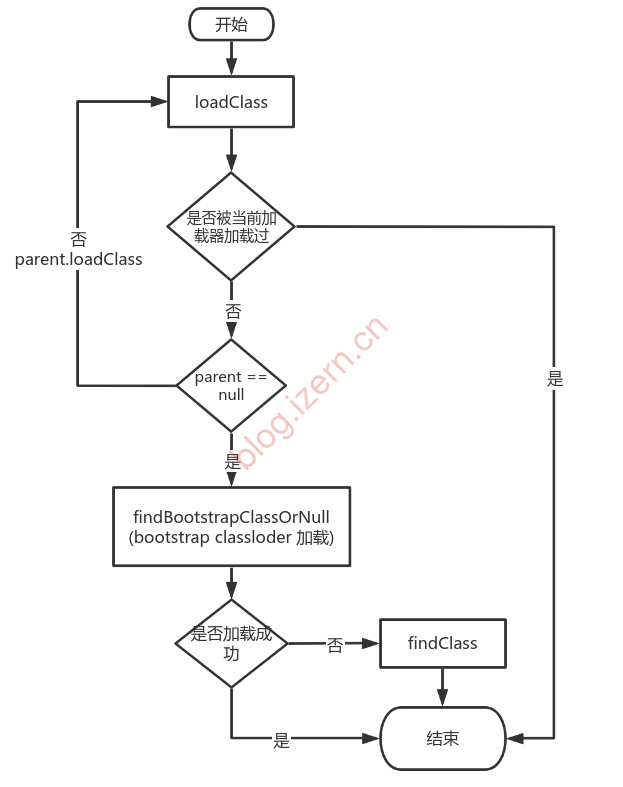 开始
loadClass
是否被当前加
载器加载过
否
parent.loadClass
否
parent ==
null
是
是
findBootstrapClassOrNull
(bootstrap classloder 加载)
是否加载成
功
否
findClass
是
结束
blog.izern.cn